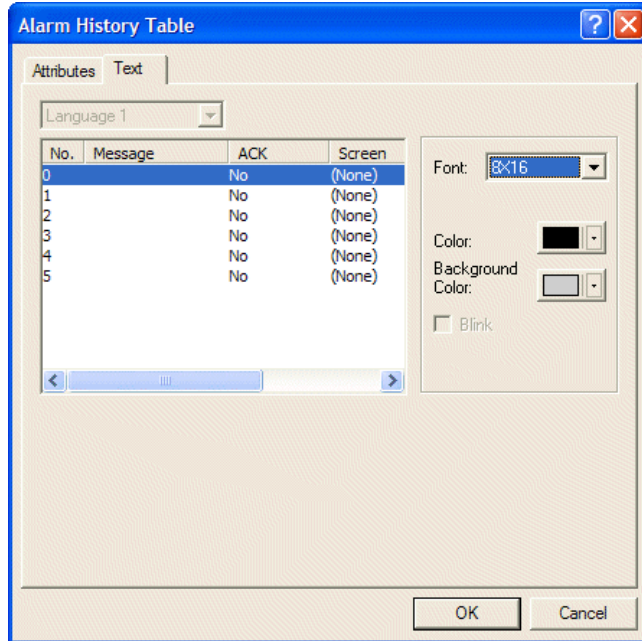 Alarm History Table
Attributes Text
Language 1
No. Message ACK Screen
0 No (None)
1 No (None)
2 No (None)
3 No (None)
4 No (None)
5 No (None)
Font: 8X16
Color:
Background
Color:
Blink
OK Cancel